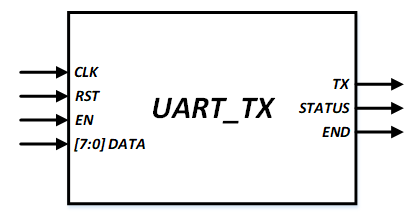 CLK
RST
EN
[7:0] DATA
UART_TX
TX
STATUS
END